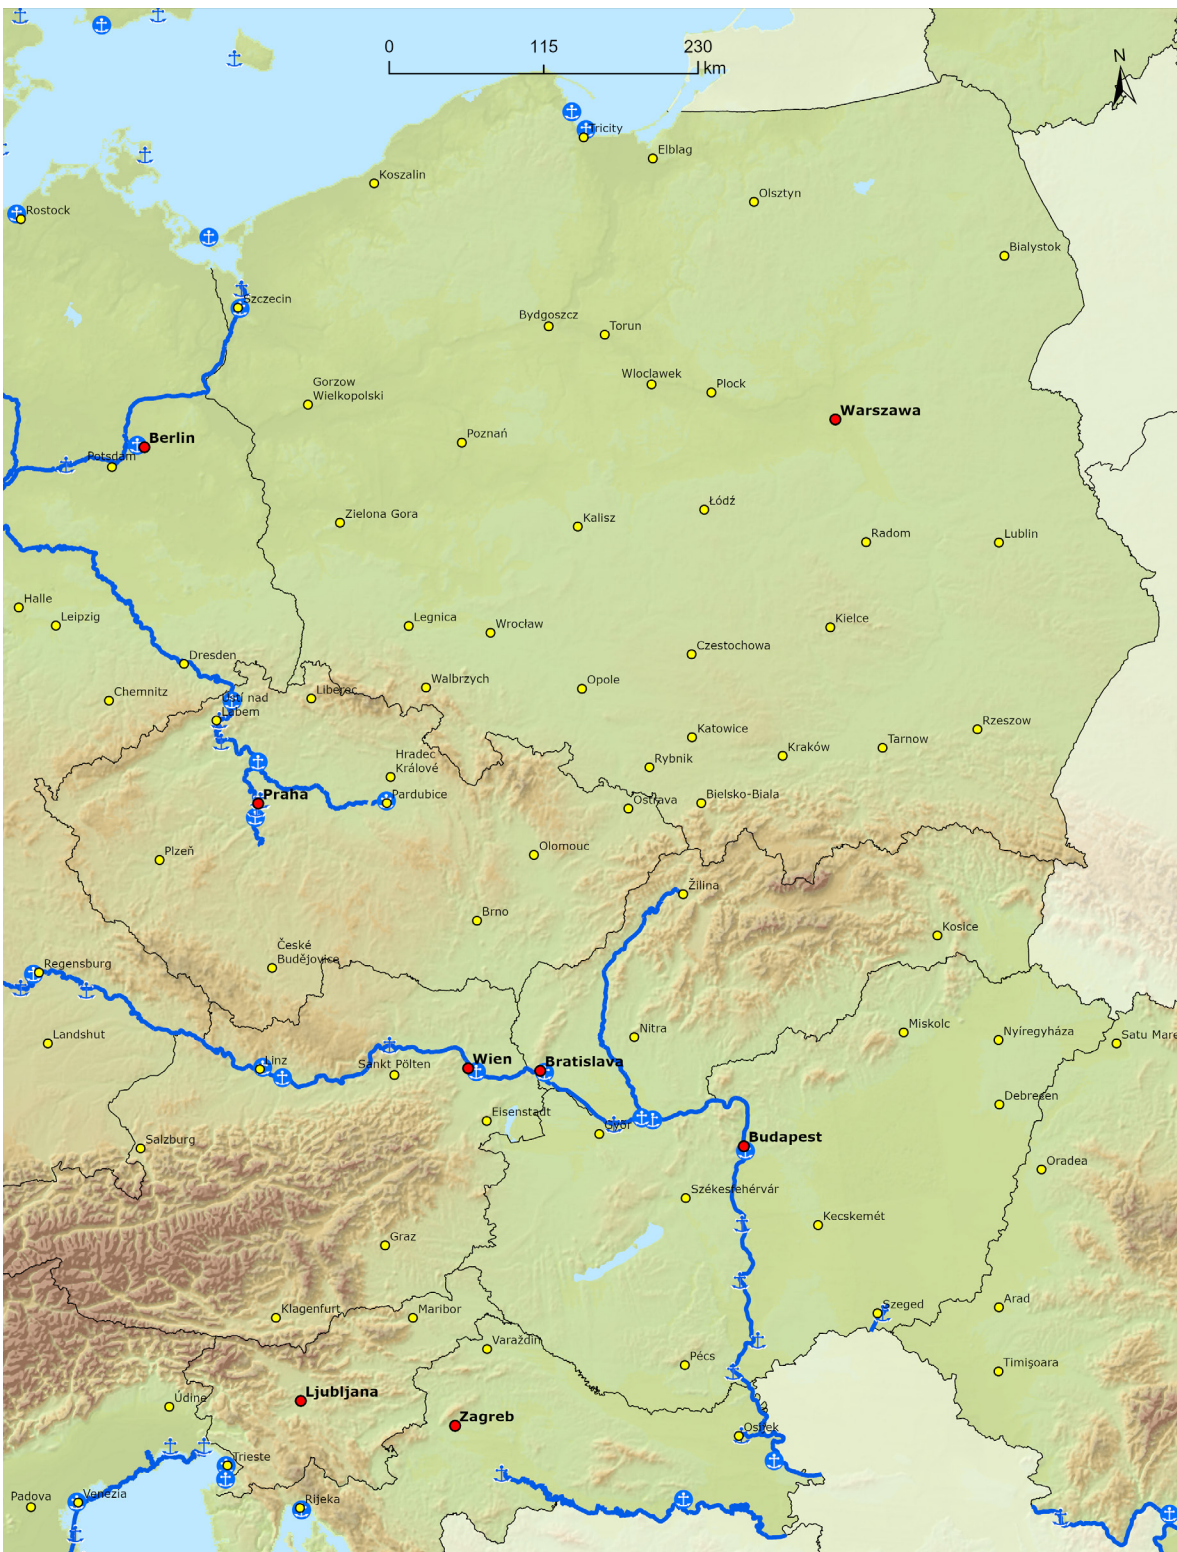 0 115 230
km
N
Tricity
Elblag
Koszalin
Olsztyn
Rostock
Bialystok
Szczecin
Bydgoszcz
Torun
Wloclawek
Plock
Gorzow
Wielkopolski
Warszawa
Berlin
Poznań
Potsdam
Zielona Gora
Kalisz
Łódź
Radom
Lublin
Halle
Leipzig
Legnica
Wrocław
Kielce
Czestochowa
Dresden
Chemnitz
Ústí nad
Labem
Liberec
Walbrzych
Opole
Katowice
Kraków
Tarnow
Rzeszow
Hradec
Králové
Rybnik
Praha
Pardubice
Ostrava
Bielsko-Biala
Plzeň
Olomouc
Žilina
Brno
Kosice
České
Budějovice
Regensburg
Landshut
Nitra
Miskolc
Nyíregyháza
Satu Mare
Linz
Sankt Pölten
Wien
Bratislava
Eisenstadt
Győr
Debrecen
Salzburg
Budapest
Oradea
Székesfehérvár
Kecskemét
Graz
Klagenfurt
Maribor
Szeged
Arad
Varaždin
Pécs
Timişoara
Udine
Ljubljana
Zagreb
Osijek
Trieste
Padova
Venezia
Rijeka